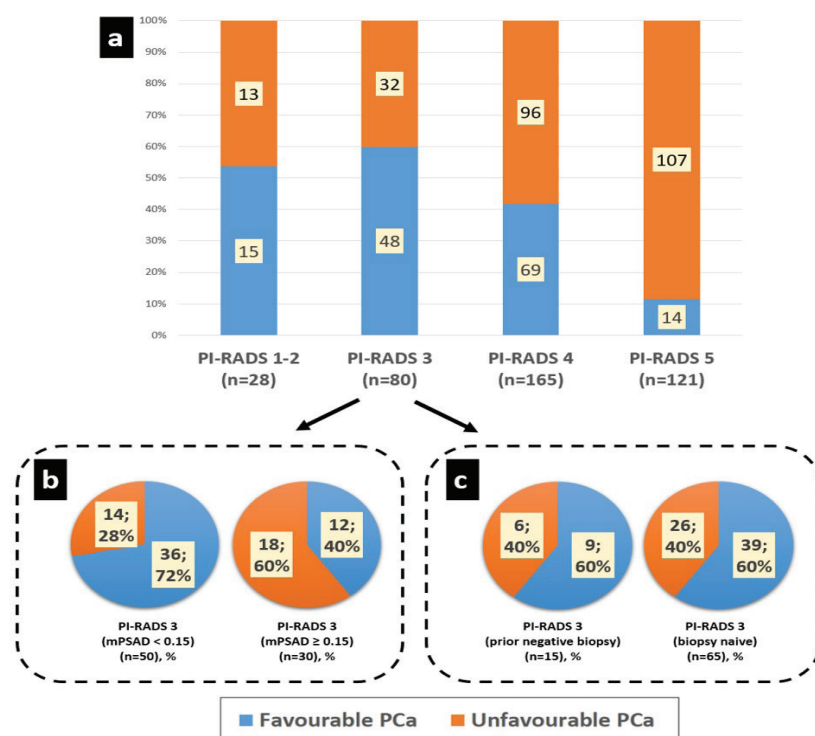 a
100%
90%
80%
70%
60%
50%
40%
30%
20%
10%
0%
13
32
96
107
15
48
69
14
PI-RADS 1-2
(n=28)
PI-RADS 3
(n=80)
PI-RADS 4
(n=165)
PI-RADS 5
(n=121)
b
14;
28%
36;
72%
18;
60%
12;
40%
PI-RADS 3
(mPSAD < 0.15)
(n=50), %
PI-RADS 3
(mPSAD ≥ 0.15)
(n=30), %
c
6;
40%
9;
60%
26;
40%
39;
60%
PI-RADS 3
(prior negative biopsy)
(n=15), %
PI-RADS 3
(biopsy naive)
(n=65), %
Favourable PCa
Unfavourable PCa